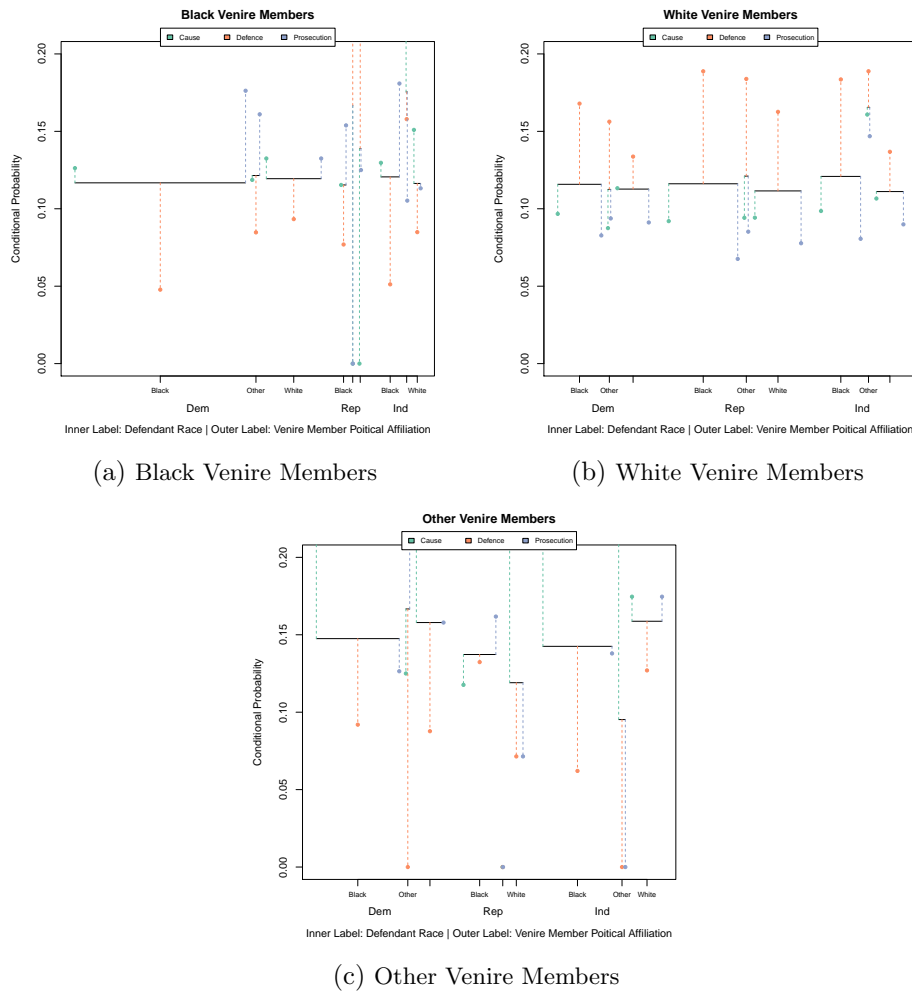 Black Venire Members
Cause Defence Prosecution
Conditional Probability
0.20
0.15
0.10
0.05
0.00
Black Other White Black Black White
Dem Rep Ind
Inner Label: Defendant Race | Outer Label: Venire Member Poitical Affiliation
(a) Black Venire Members
White Venire Members
Cause Defence Prosecution
Conditional Probability
0.20
0.15
0.10
0.05
0.00
Black Other Black Other White Black Other
Dem Rep Ind
Inner Label: Defendant Race | Outer Label: Venire Member Poitical Affiliation
(b) White Venire Members
Other Venire Members
Cause Defence Prosecution
Conditional Probability
0.20
0.15
0.10
0.05
0.00
Black Other Black White Black Other White
Dem Rep Ind
Inner Label: Defendant Race | Outer Label: Venire Member Poitical Affiliation
(c) Other Venire Members